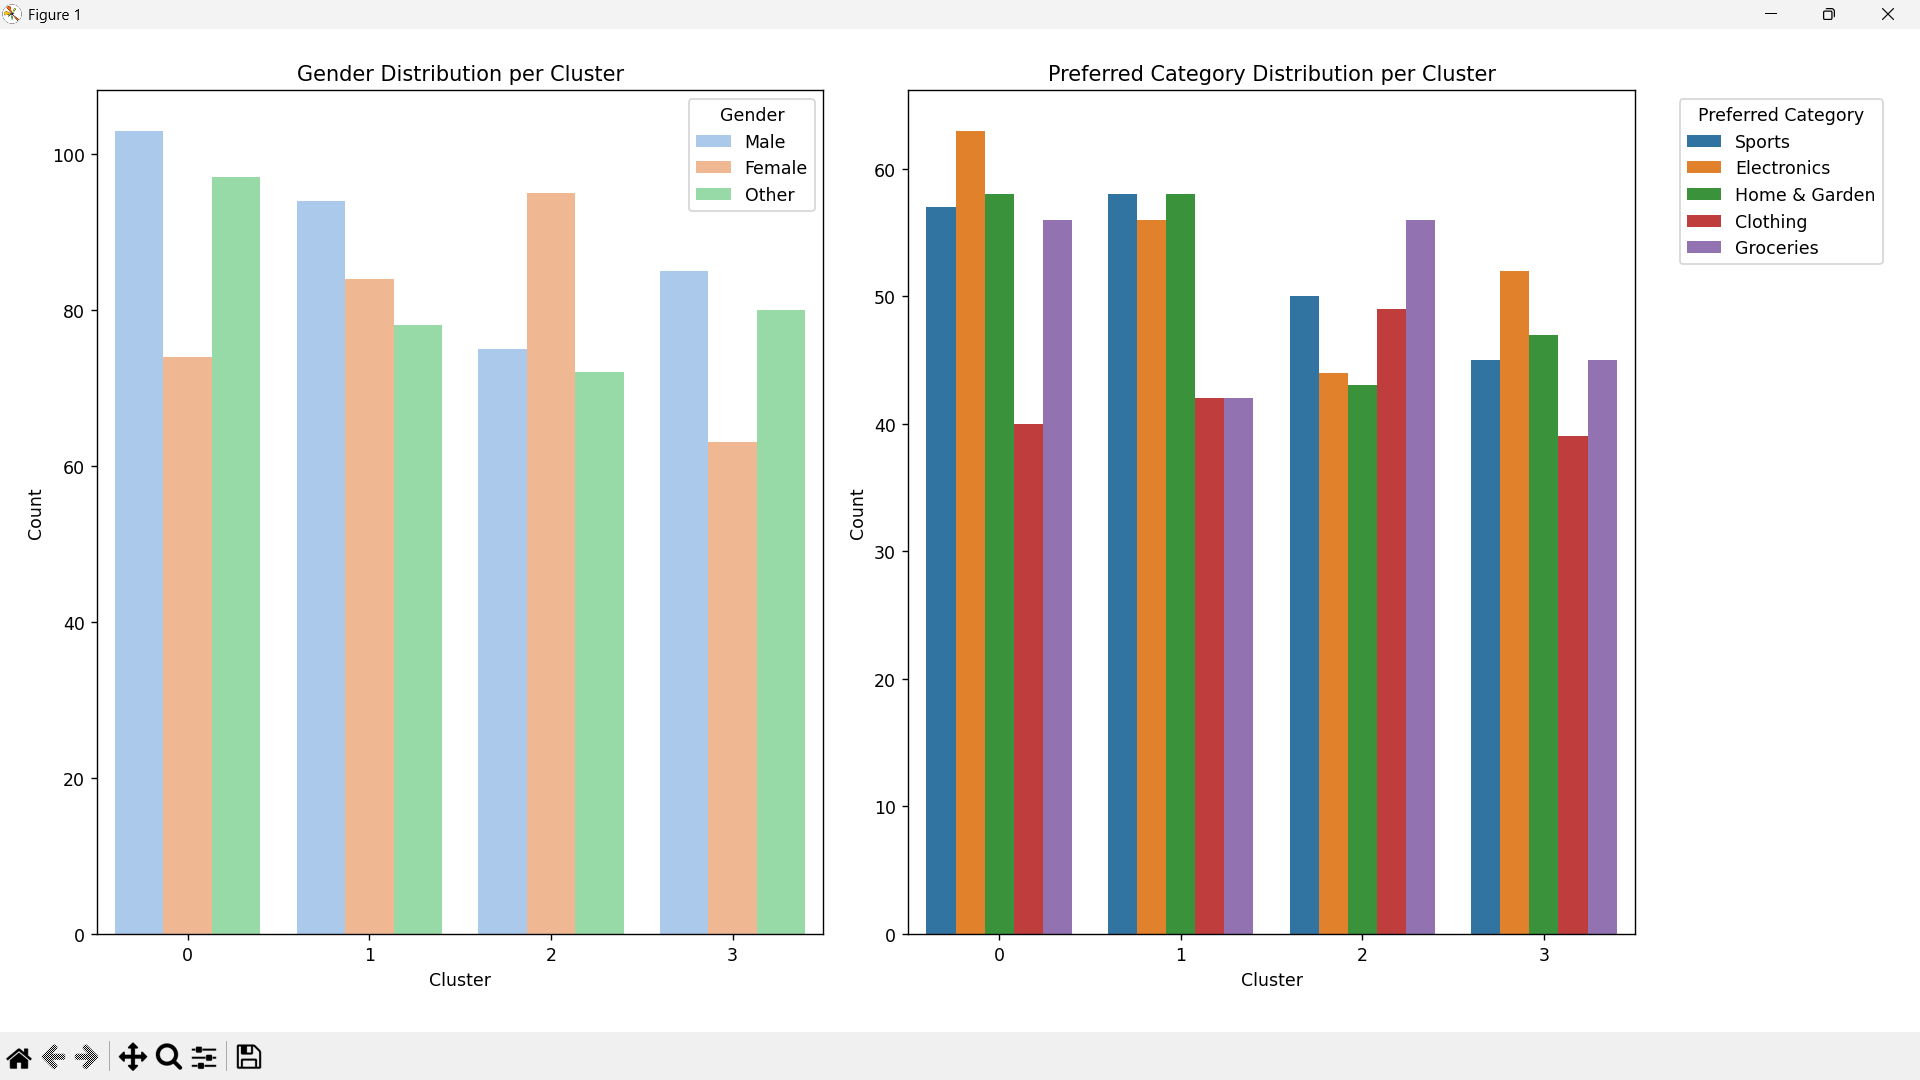 Figure 1
Gender Distribution per Cluster
Gender
Male
Female
Other
100
80
60
40
20
0
Count
0 1 2 3
Cluster
Preferred Category Distribution per Cluster
60
50
40
30
20
10
0
Count
0 1 2 3
Cluster
Preferred Category
Sports
Electronics
Home & Garden
Clothing
Groceries